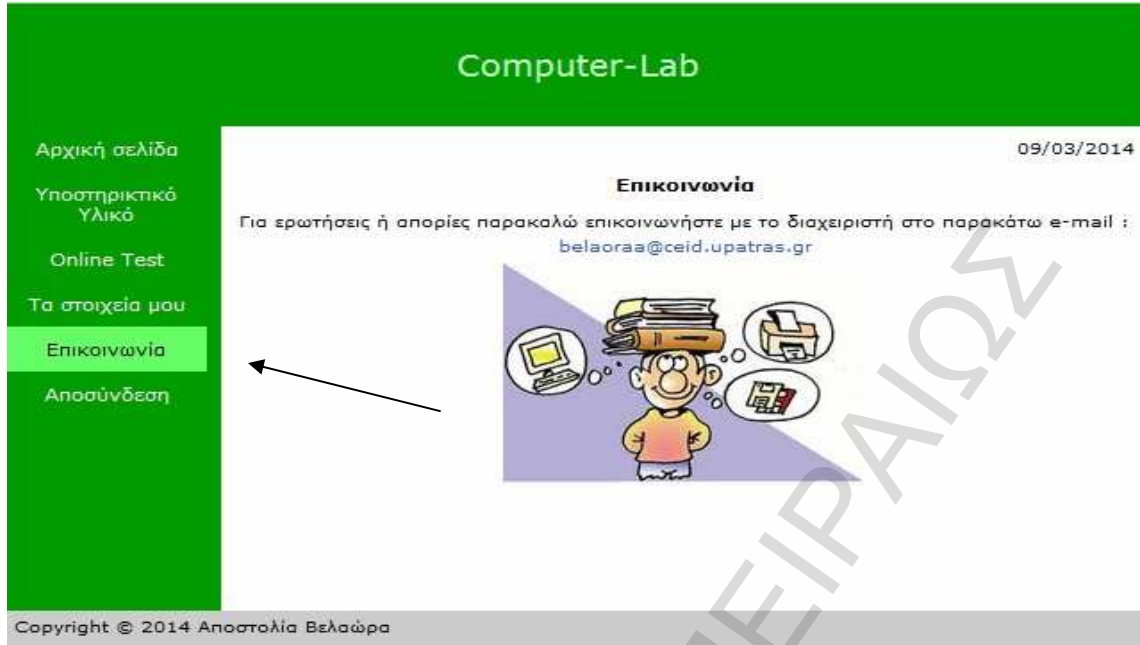 Computer-Lab
Αρχική σελίδα
Υποστηρικτικό
Υλικό
Online Test
Τα στοιχεία μου
Επικοινωνία
Αποσύνδεση
09/03/2014
Επικοινωνία
Για ερωτήσεις ή απορίες παρακαλώ επικοινωνήστε με το διαχειριστή στο παρακάτω e-mail :
belaoraa@ceid.upatras.gr
Copyright © 2014 Αποστολία Βελαώρα
ΠΕΙΡΑΙΩΣ